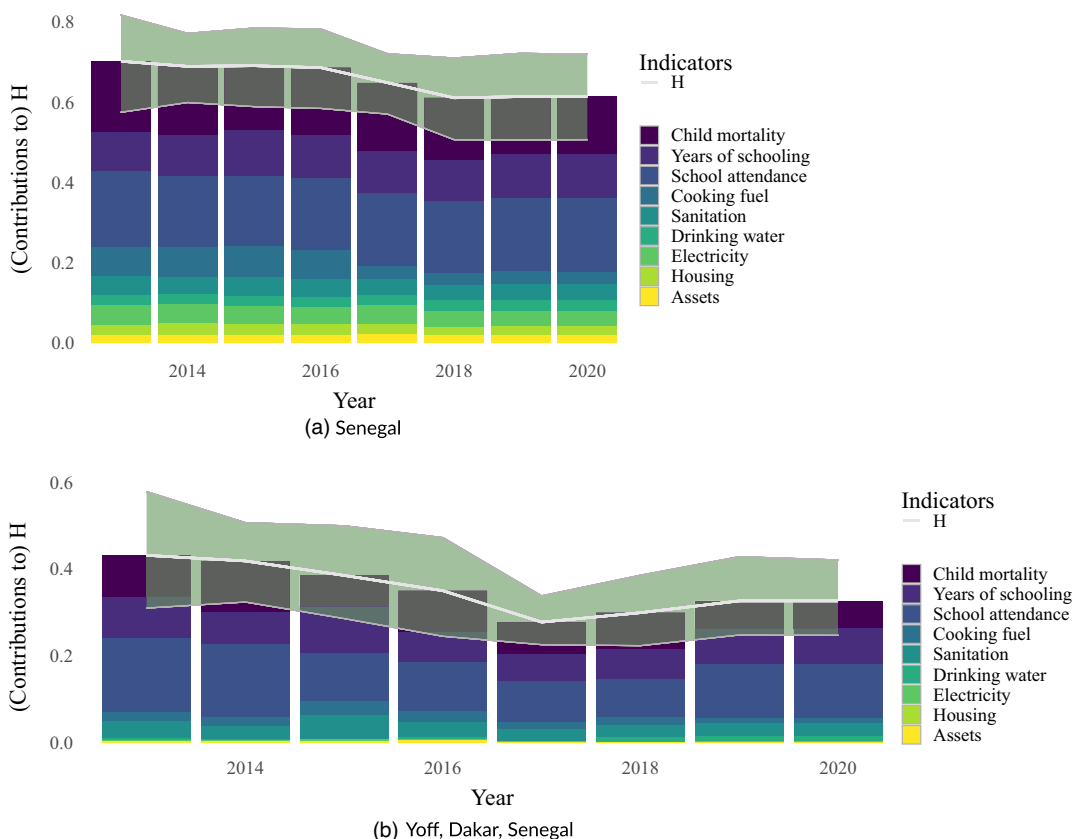 0.8
0.6
0.4
0.2
0.0
(Contributions to) H
2014 2016 2018 2020
Year
Indicators
H
Child mortality
Years of schooling
School attendance
Cooking fuel
Sanitation
Drinking water
Electricity
Housing
Assets
(a) Senegal
0.6
0.4
0.2
0.0
(Contributions to) H
2014 2016 2018 2020
Year
Indicators
H
Child mortality
Years of schooling
School attendance
Cooking fuel
Sanitation
Drinking water
Electricity
Housing
Assets
(b) Yoff, Dakar, Senegal